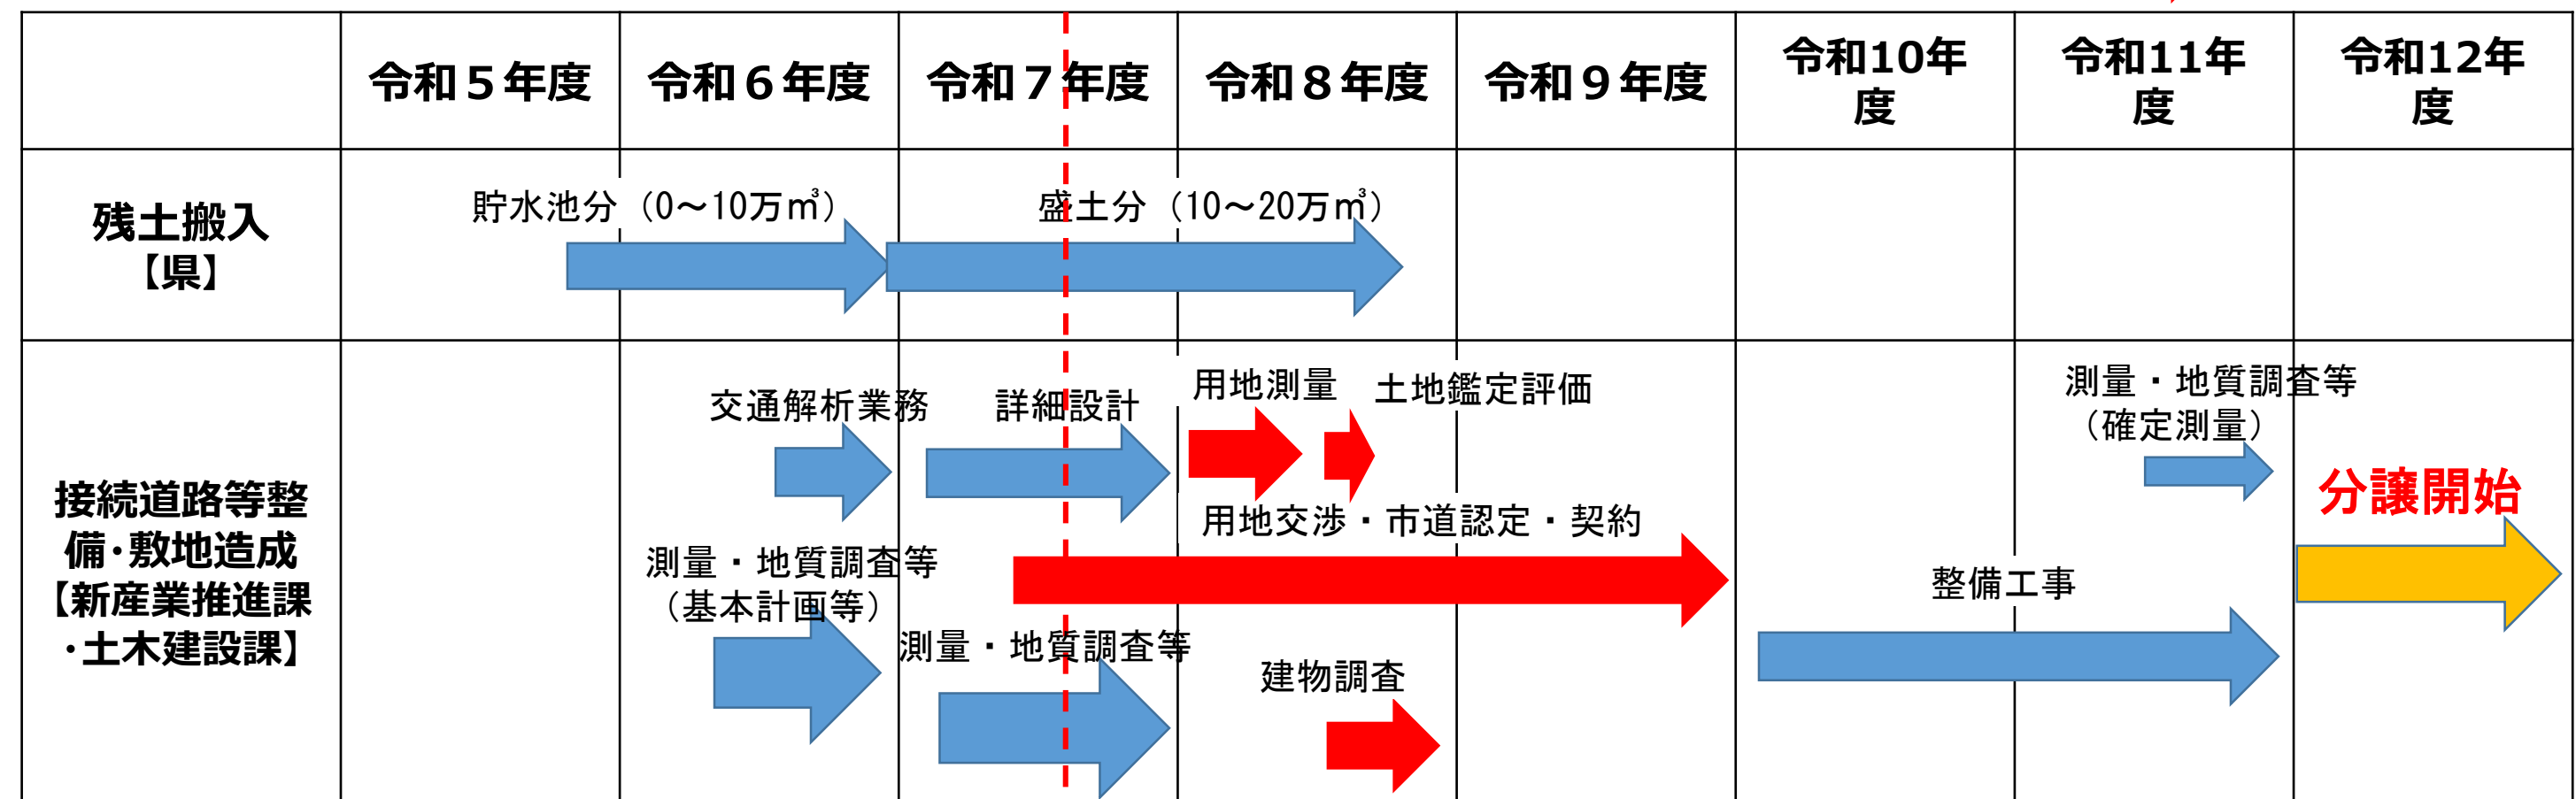 令和５年度
令和６年度
令和７年度
令和８年度
令和９年度
令和10年
度
令和11年
度
令和12年
度
残土搬入
【県】
貯水池分（0～10万㎥）
盛土分（10～20万㎥）
接続道路等整
備･敷地造成
【新産業推進課
･土木建設課】
交通解析業務
詳細設計
用地測量
土地鑑定評価
測量・地質調査等
（確定測量）
分譲開始
用地交渉・市道認定・契約
測量・地質調査等
（基本計画等）
整備工事
測量・地質調査等
建物調査